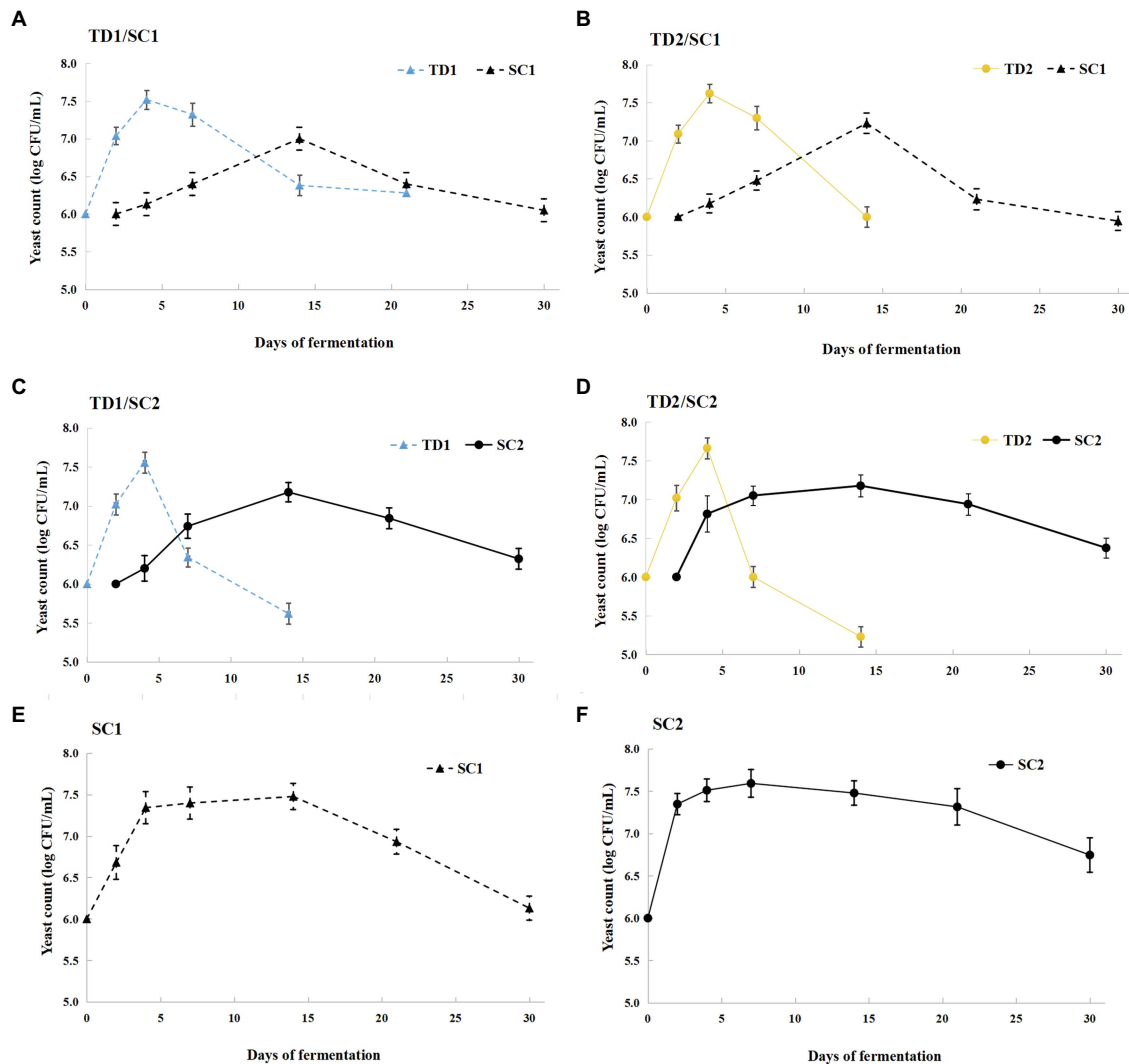 A
TD1/SC1
TD1 SC1
Yeast count (log CFU/mL)
8.0
7.5
7.0
6.5
6.0
5.5
5.0
0 5 10 15 20 25 30
Days of fermentation
B
TD2/SC1
TD2 SC1
Yeast count (log CFU/mL)
8.0
7.5
7.0
6.5
6.0
5.5
5.0
0 5 10 15 20 25 30
Days of fermentation
C
TD1/SC2
TD1 SC2
Yeast count (log CFU/mL)
8.0
7.5
7.0
6.5
6.0
5.5
5.0
0 5 10 15 20 25 30
D
TD2/SC2
TD2 SC2
Yeast count (log CFU/mL)
8.0
7.5
7.0
6.5
6.0
5.5
5.0
0 5 10 15 20 25 30
E
SC1
SC1
Yeast count (log CFU/mL)
8.0
7.5
7.0
6.5
6.0
5.5
5.0
0 5 10 15 20 25 30
Days of fermentation
F
SC2
SC2
Yeast count (log CFU/mL)
8.0
7.5
7.0
6.5
6.0
5.5
5.0
0 5 10 15 20 25 30
Days of fermentation